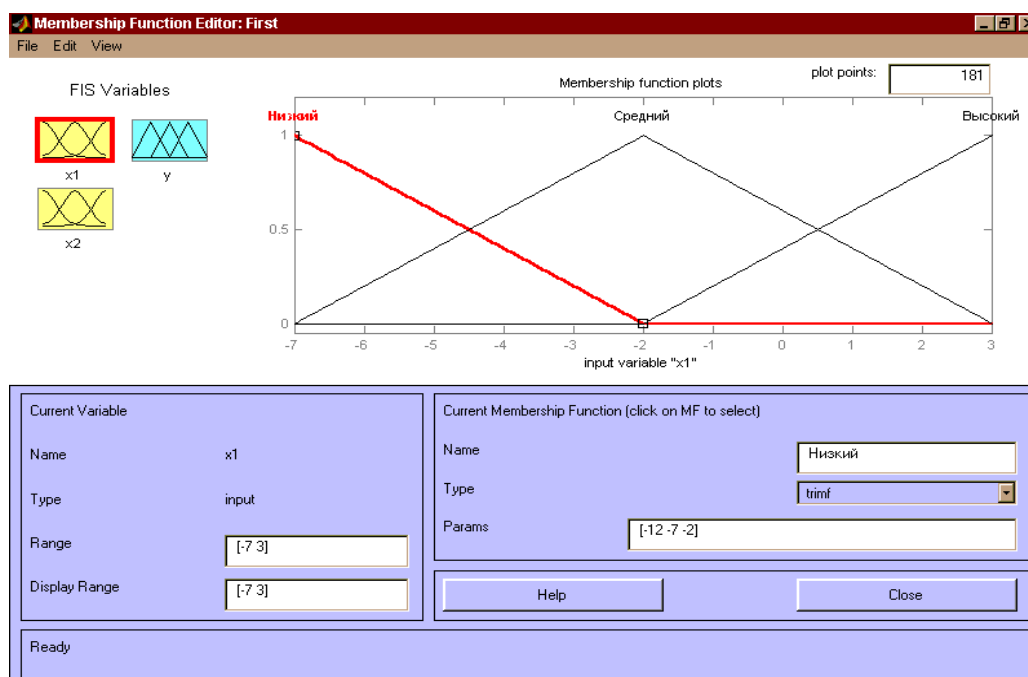 Membership Function Editor: First
File Edit View
FIS Variables
x1
y
x2
plot points: 181
Membership function plots
Низкий Средний Высокий
1
0.5
0
-7 -6 -5 -4 -3 -2 -1 0 1 2 3
input variable "x1"
Current Variable
Name x1
Type input
Range [-7 3]
Display Range [-7 3]
Current Membership Function (click on MF to select)
Name Низкий
Type trimf
Params [-12 -7 -2]
Help Close
Ready